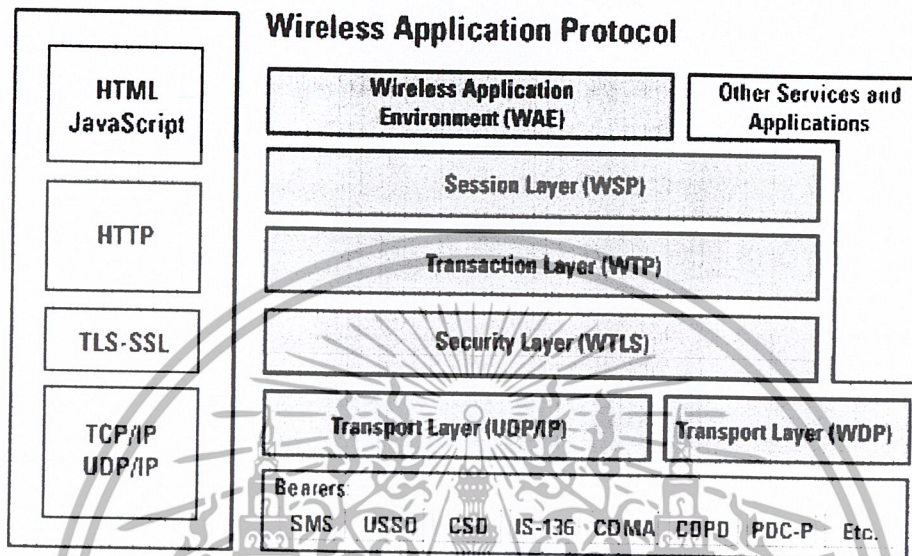 Wireless Application Protocol
HTML
JavaScript
HTTP
TLS-SSL
TCP/IP
UDP/IP
Wireless Application
Environment (WAE)
Other Services and
Applications
Session Layer (WSP)
Transaction Layer (WTP)
Security Layer (WTLS)
Transport Layer (UDP/IP)
Transport Layer (WDP)
Bearers:
SMS USSD CSD IS-136 CDMA CDPD PDC-P Etc.